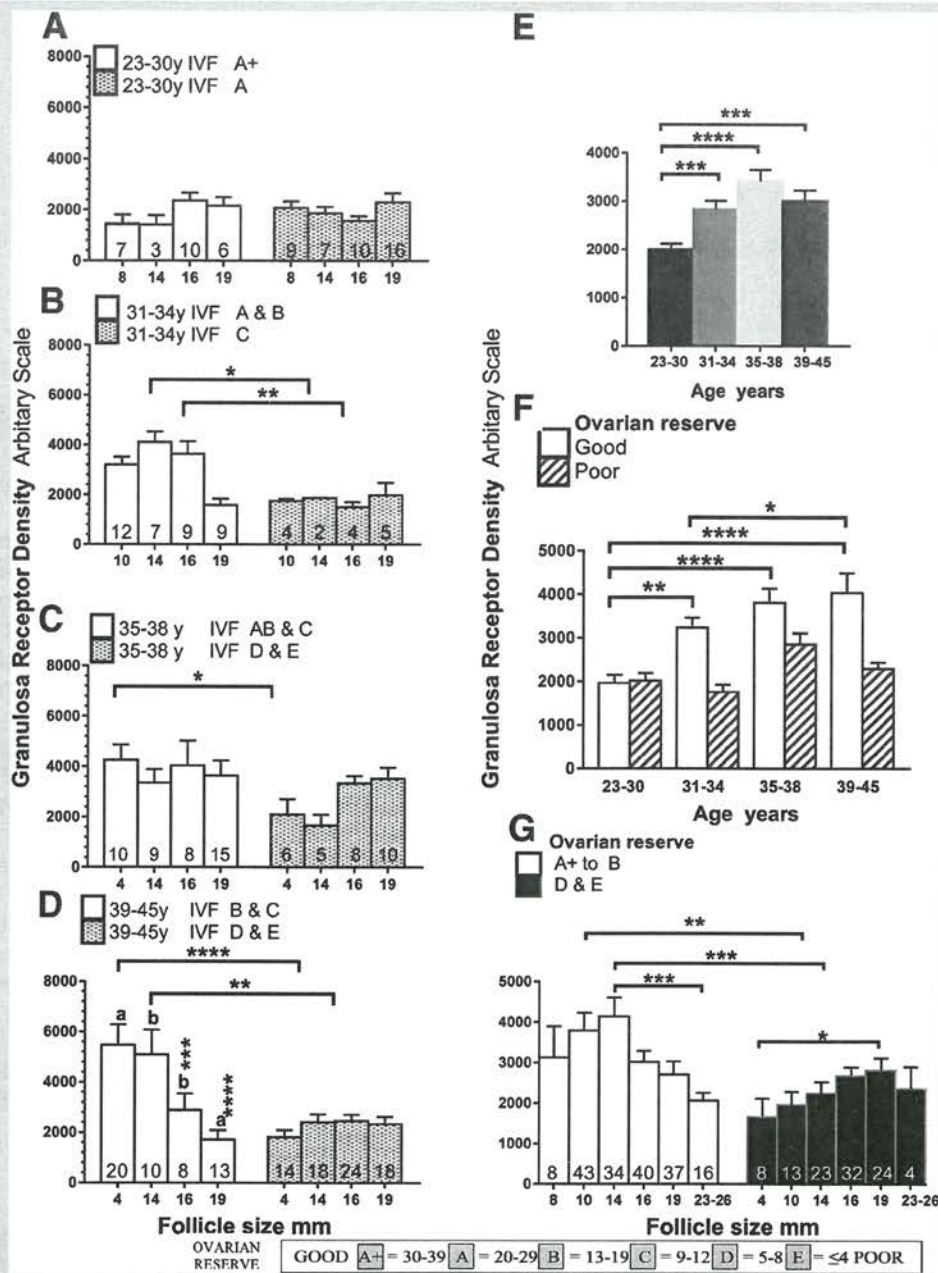 A
8000
23-30y IVF A+
23-30y IVF A
6000
4000
2000
0
7 3 10 6 9 7 10 16
8 14 16 19 8 14 16 19
B
8000
31-34y IVF A & B
31-34y IVF C
6000
* 
**
4000
2000
0
12 7 9 9 4 2 4 5
10 14 16 19 10 14 16 19
Granulosa Receptor Density Arbitary Scale
C
8000
35-38 y IVF AB & C
35-38 y IVF D & E
6000
*
4000
2000
0
10 9 8 15 6 5 8 10
4 14 16 19 4 14 16 19
D
8000
39-45y IVF B & C
39-45y IVF D & E
****
**
6000
a b
4000
b ***
2000
a ****
0
20 10 8 13 14 18 24 18
4 14 16 19 4 14 16 19
Follicle size mm
E
***
****
***
4000
3000
2000
1000
0
23-30 31-34 35-38 39-45
Age years
Granulosa Receptor Density Arbitary Scale
F
Ovarian reserve
Good
Poor
*
****
****
**
5000
4000
3000
2000
1000
0
23-30 31-34 35-38 39-45
Age years
G
Ovarian reserve
A+ to B
D & E
**
***
***
*
5000
4000
3000
2000
1000
0
8 43 34 40 37 16 8 13 23 32 24 4
8 10 14 16 19 23-26 4 10 14 16 19 23-26
Follicle size mm
OVARIAN RESERVE
GOOD A+ = 30-39 A = 20-29 B = 13-19 C = 9-12 D = 5-8 E = ≤4 POOR